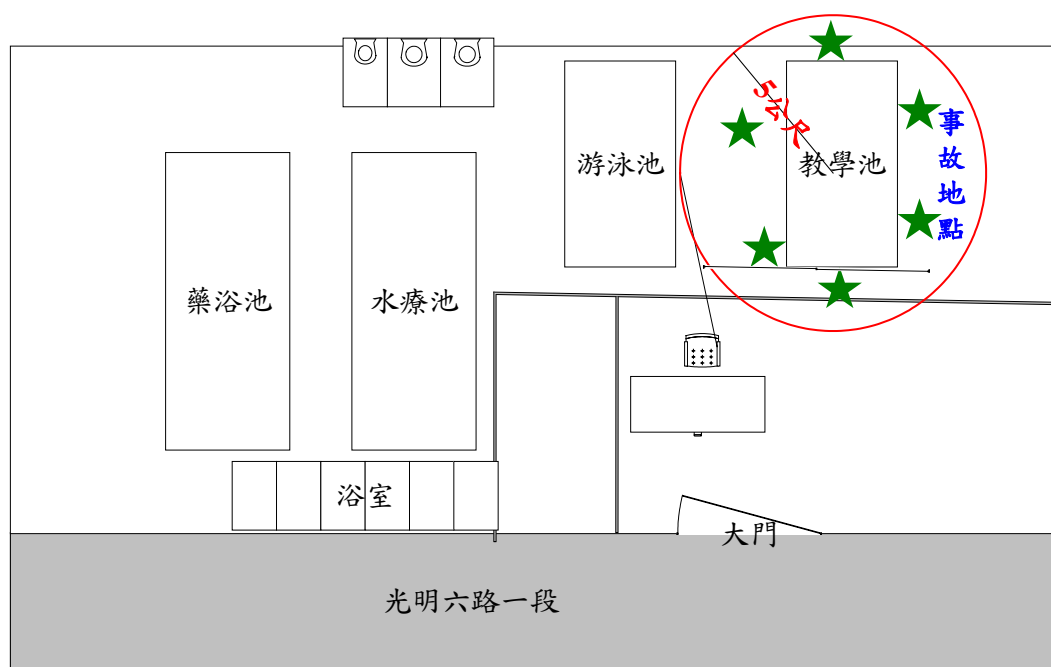 5公尺
游泳池
教學池
事故地點
藥浴池
水療池
浴室
大門
光明六路一段